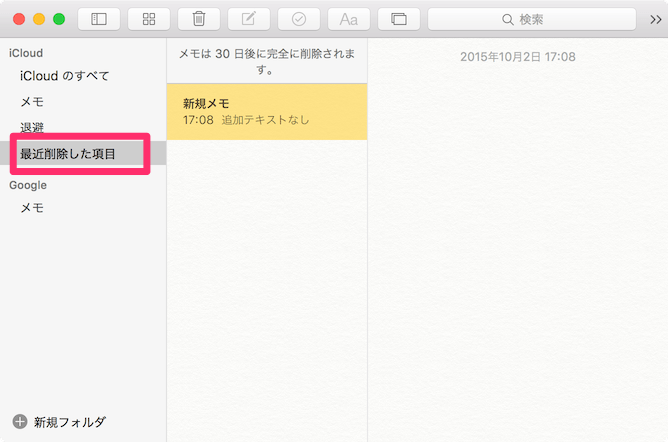 Aa
検索
iCloud
iCloud のすべて
メモ
退避
最近削除した項目
Google
メモ
新規フォルダ
メモは 30 日後に完全に削除されま
す。
新規メモ
17:08 追加テキストなし
2015年10月2日 17:08